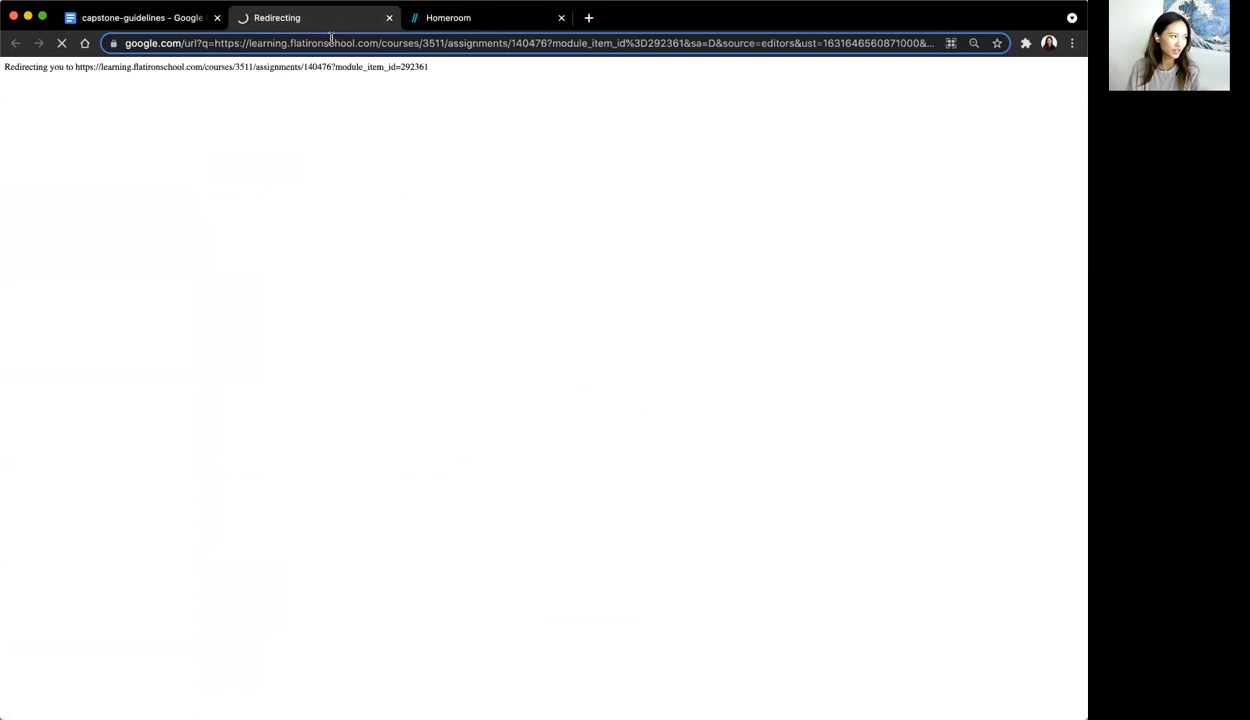 capstone-guidelines - Google
Redirecting
Homeroom
google.com/url?q=https://learning.flatironschool.com/courses/3511/assignments/140476?module_item_id%3D292361&sa=D&source=editors&ust=1631646560871000&...
Redirecting you to https://learning.flatironschool.com/courses/3511/assignments/140476?module_item_id=292361